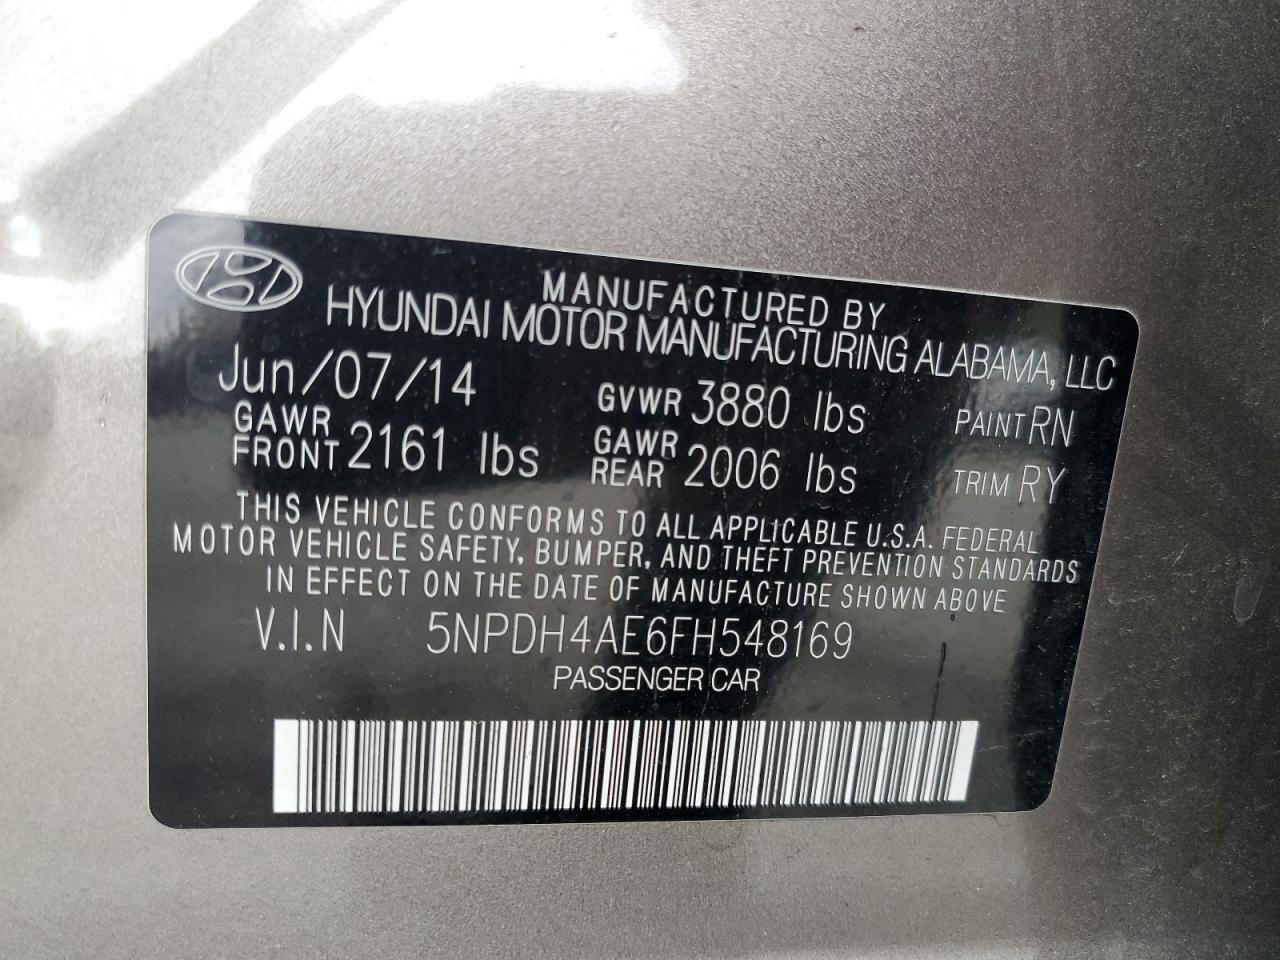 MANUFACTURED BY
HYUNDAI MOTOR MANUFACTURING ALABAMA, LLC
Jun/07/14 GVWR 3880 lbs PAINT RN
GAWR FRONT 2161 lbs GAWR REAR 2006 lbs TRIM RY
THIS VEHICLE CONFORMS TO ALL APPLICABLE U.S.A. FEDERAL
MOTOR VEHICLE SAFETY, BUMPER, AND THEFT PREVENTION STANDARDS
IN EFFECT ON THE DATE OF MANUFACTURE SHOWN ABOVE
V.I.N 5NPDH4AE6FH548169
PASSENGER CAR